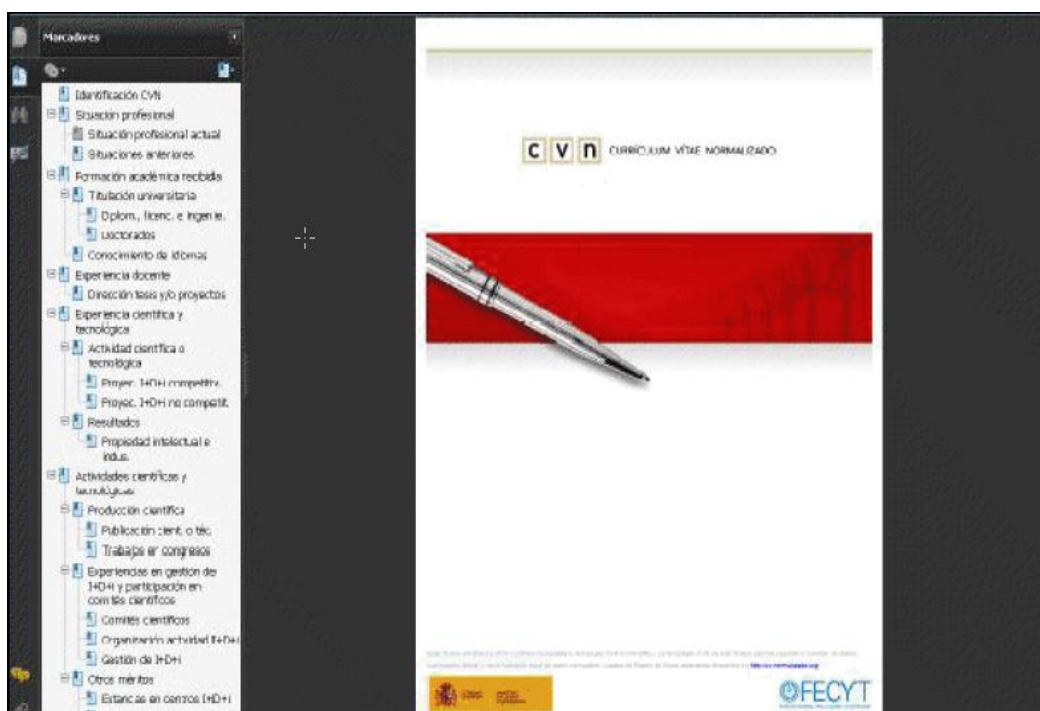 Marcadores
Identificación CVN
Situación profesional
Situación profesional actual
Situaciones anteriores
Formación académica recibida
Titulación universitaria
Diplom., licenc. e ingenie.
Doctorados
Conocimiento de idiomas
Experiencia docente
Dirección tesis y/o proyectos
Experiencia científica y
tecnológica
Actividad científica o
tecnológica
Proyec. I+D+i competitiv.
Proyec. I+D+i no competit.
Resultados
Propiedad intelectual e
indus.
Actividades científicas y
tecnológicas
Producción científica
Publicación cient. o téc.
Trabajos en congresos
Experiencias en gestión de
I+D+i y participación en
comités científicos
Comités científicos
Organización actividad I+D+i
Gestión de I+D+i
Otros méritos
Estancias en centros I+D+i
c v n CURRÍCULUM VÍTAE NORMALIZADO
FECYT